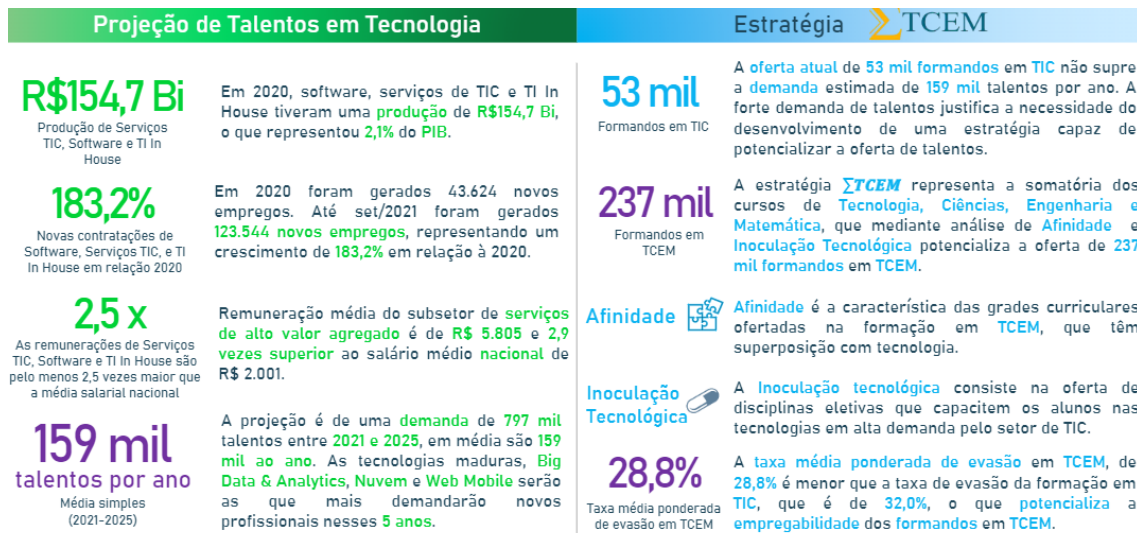 Projeção de Talentos em Tecnologia
R$154,7 Bi
Produção de Serviços
TIC, Software e TI In
House
Em 2020, software, serviços de TIC e TI In
House tiveram uma produção de R$154,7 Bi,
o que representou 2,1% do PIB.
183,2%
Novas contratações de
Software, Serviços TIC, e TI
In House em relação 2020
Em 2020 foram gerados 43.624 novos
empregos. Até set/2021 foram gerados
123.544 novos empregos, representando um
crescimento de 183,2% em relação à 2020.
2,5 x
As remunerações de Serviços
TIC, Software e TI In House são
pelo menos 2,5 vezes maior que
a média salarial nacional
Remuneração média do subsetor de serviços
de alto valor agregado é de R$ 5.805 e 2,9
vezes superior ao salário médio nacional de
R$ 2.001.
159 mil
talentos por ano
Média simples
(2021-2025)
A projeção é de uma demanda de 797 mil
talentos entre 2021 e 2025, em média são 159
mil ao ano. As tecnologias maduras, Big
Data & Analytics, Nuvem e Web Mobile serão
as que mais demandarão novos
profissionais nesses 5 anos.
Estratégia ∑TCEM
53 mil
Formandos em TIC
A oferta atual de 53 mil formandos em TIC não supre
a demanda estimada de 159 mil talentos por ano. A
forte demanda de talentos justifica a necessidade do
desenvolvimento de uma estratégia capaz de
potencializar a oferta de talentos.
237 mil
Formandos em
TCEM
A estratégia ∑TCEM representa a somatória dos
cursos de Tecnologia, Ciências, Engenharia e
Matemática, que mediante análise de Afinidade e
Inoculação Tecnológica potencializa a oferta de 237
mil formandos em TCEM.
Afinidade
Afinidade é a característica das grades curriculares
ofertadas na formação em TCEM, que têm
superposição com tecnologia.
Inoculação
Tecnológica
A Inoculação tecnológica consiste na oferta de
disciplinas eletivas que capacitem os alunos nas
tecnologias em alta demanda pelo setor de TIC.
28,8%
Taxa média ponderada
de evasão em TCEM
A taxa média ponderada de evasão em TCEM, de
28,8% é menor que a taxa de evasão da formação em
TIC, que é de 32,0%, o que potencializa a
empregabilidade dos formandos em TCEM.